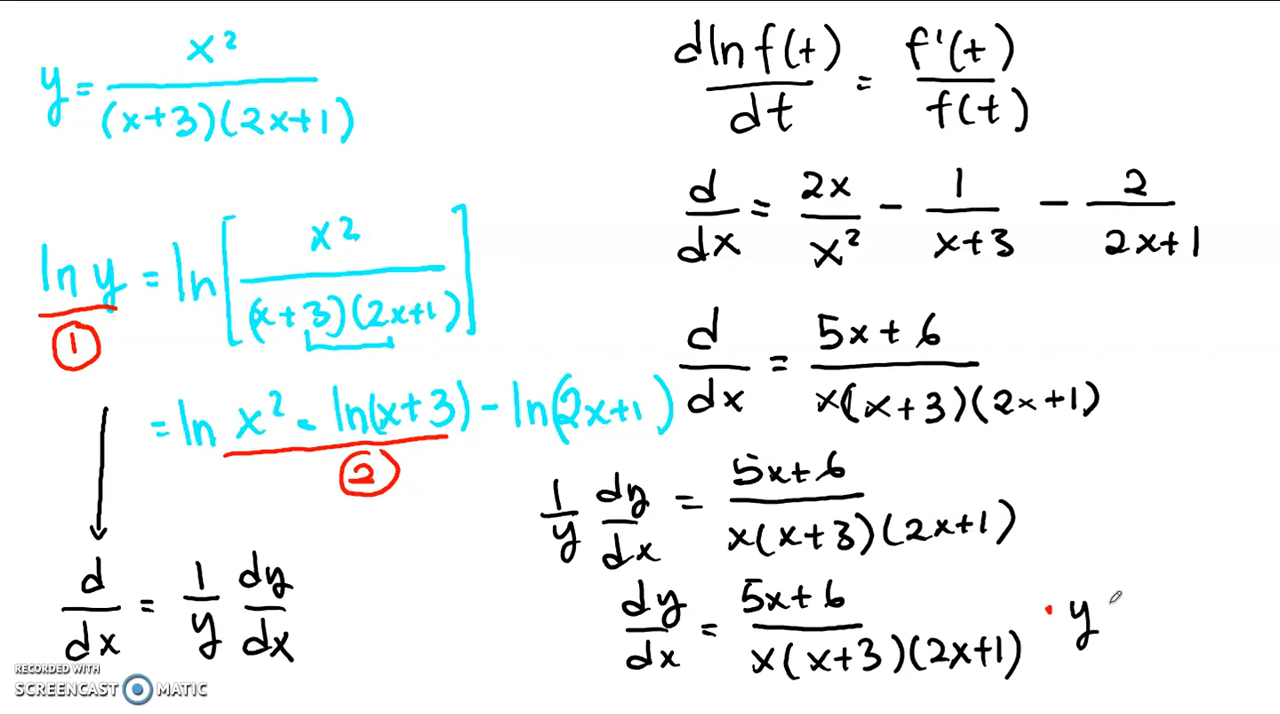 y = x² / (x+3)(2x+1)
ln y = ln [ x² / (x+3)(2x+1) ]
①
= ln x² - ln(x+3) - ln(2x+1)
②
d/dx = 1/y dy/dx
d ln f(t) / dt = f'(t) / f(t)
d/dx = 2x/x² - 1/x+3 - 2/2x+1
d/dx = 5x+6 / x(x+3)(2x+1)
1/y dy/dx = 5x+6 / x(x+3)(2x+1)
dy/dx = 5x+6 / x(x+3)(2x+1) · y
RECORDED WITH
SCREENCAST MATIC